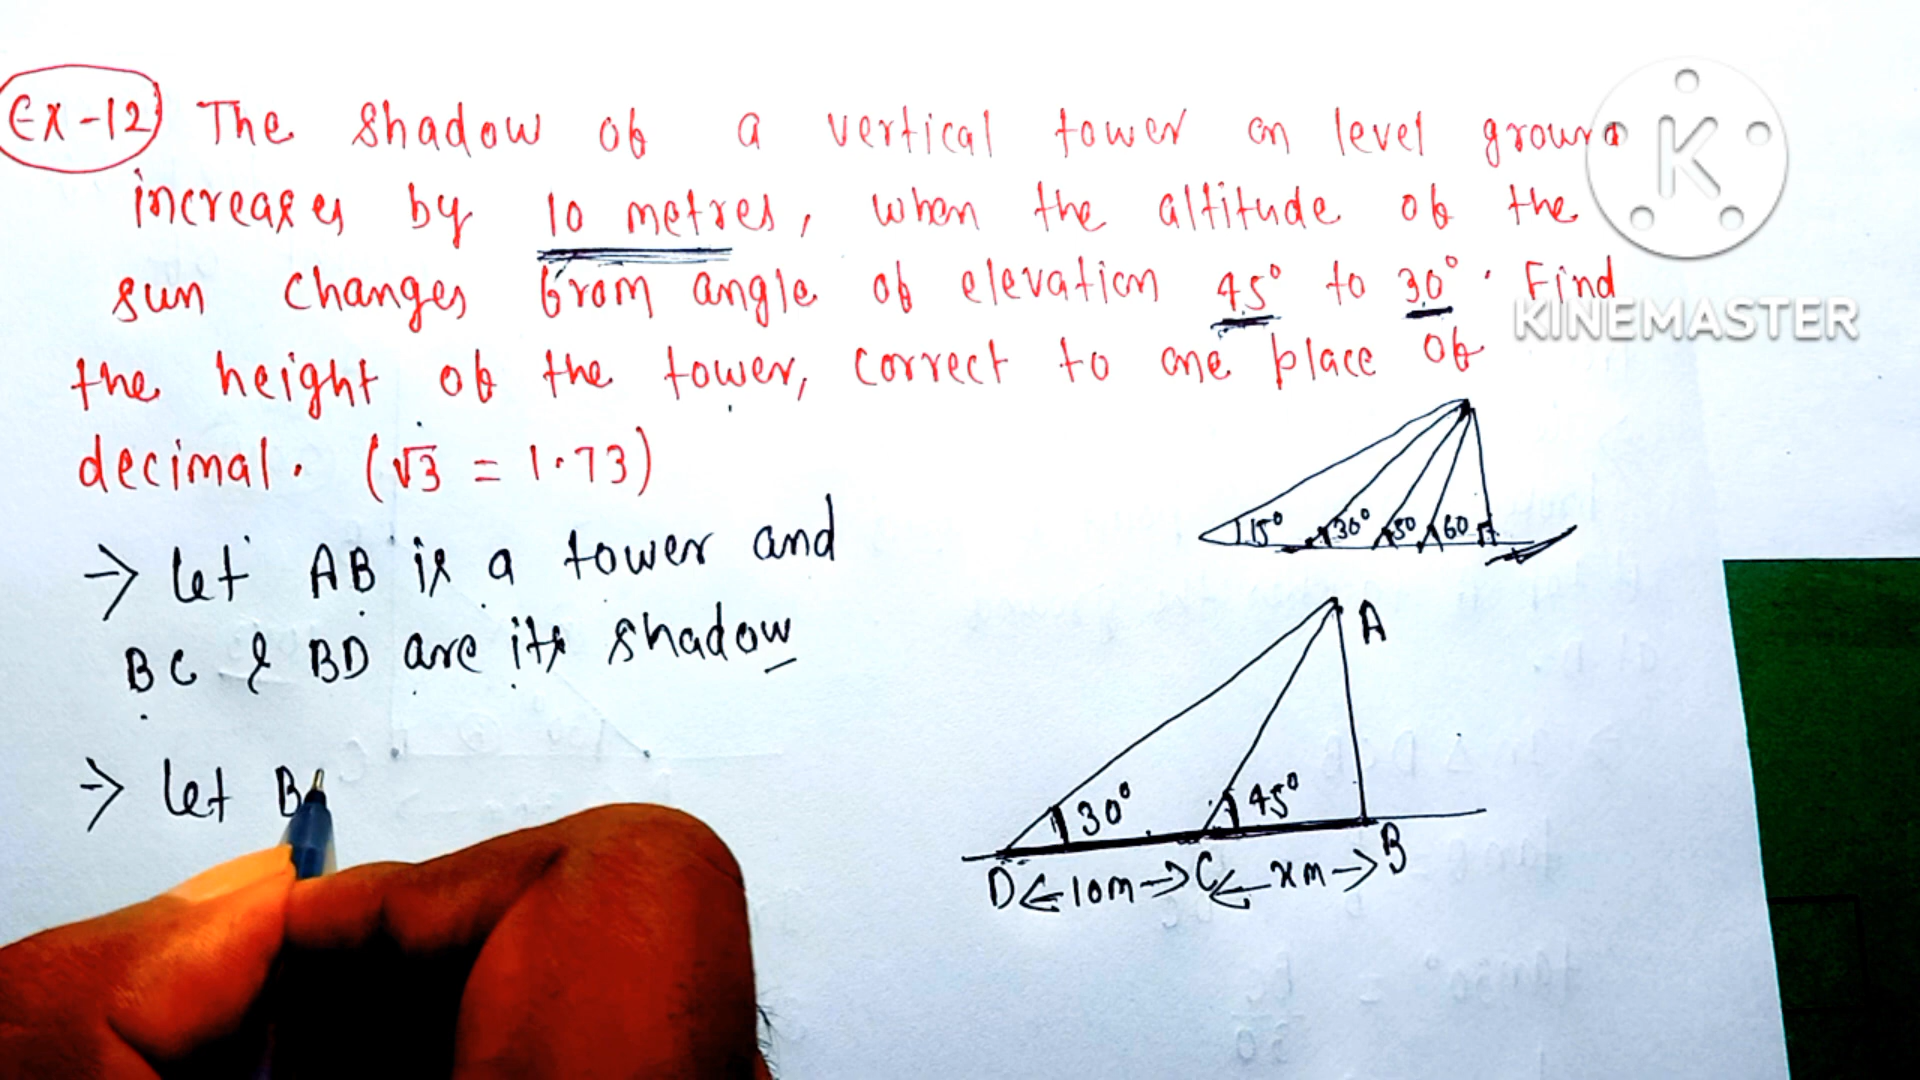 Ex-12 The shadow of a vertical tower on level ground
increases by 10 metres, when the altitude of the
sun changes from angle of elevation 45° to 30°. Find
the height of the tower, correct to one place of
decimal. (√3 = 1.73)
→ Let AB is a tower and
BC & BD are its shadow
→ Let B
15° 30° 50 60
A
30° 45°
D ← 10m → C ← xm → B
K
KINEMASTER